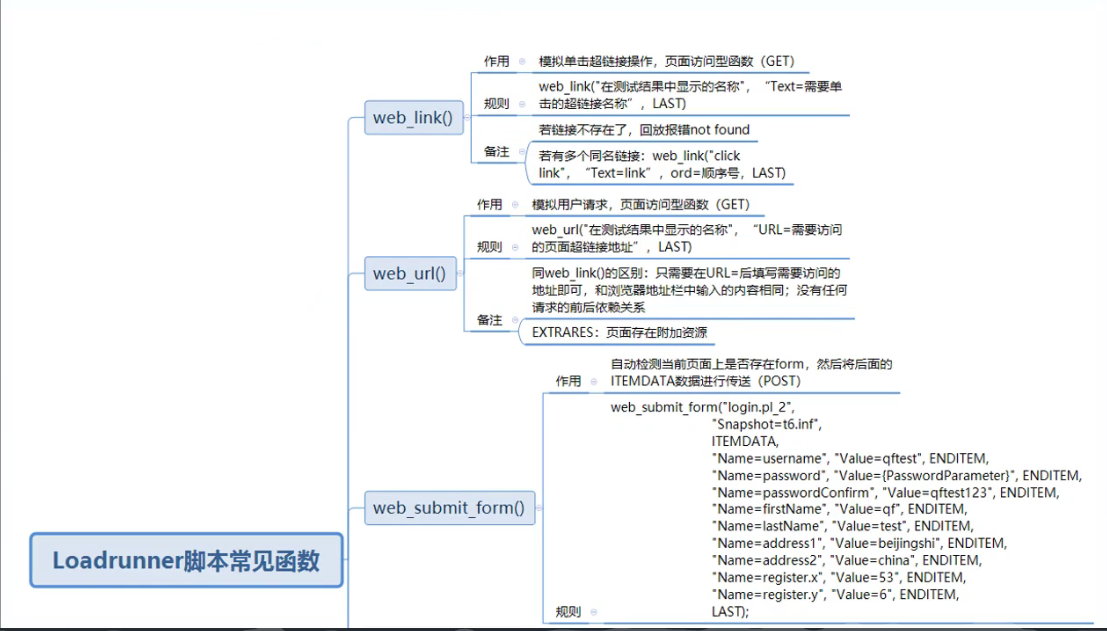 作用
模拟单击超链接操作，页面访问型函数（GET）
规则
web_link("在测试结果中显示的名称"，“Text=需要单
击的超链接名称”，LAST)
备注
若链接不存在了，回放报错not found
若有多个同名链接：web_link("click
link"，“Text=link”，ord=顺序号，LAST)
web_link()
作用
模拟用户请求，页面访问型函数（GET）
规则
web_url("在测试结果中显示的名称"，“URL=需要访问
的页面超链接地址”，LAST)
web_url()
备注
同web_link()的区别：只需要在URL=后填写需要访问的
地址即可，和浏览器地址栏中输入的内容相同；没有任何
请求的前后依赖关系
EXTRARES：页面存在附加资源
作用
自动检测当前页面上是否存在form，然后将后面的
ITEMDATA数据进行传送（POST）
web_submit_form()
规则
web_submit_form("login.pl_2",
"Snapshot=t6.inf",
ITEMDATA,
"Name=username", "Value=qftest", ENDITEM,
"Name=password", "Value={PasswordParameter}", ENDITEM,
"Name=passwordConfirm", "Value=qftest123", ENDITEM,
"Name=firstName", "Value=qf", ENDITEM,
"Name=lastName", "Value=test", ENDITEM,
"Name=address1", "Value=beijingshi", ENDITEM,
"Name=address2", "Value=china", ENDITEM,
"Name=register.x", "Value=53", ENDITEM,
"Name=register.y", "Value=6", ENDITEM,
LAST);
Loadrunner脚本常见函数